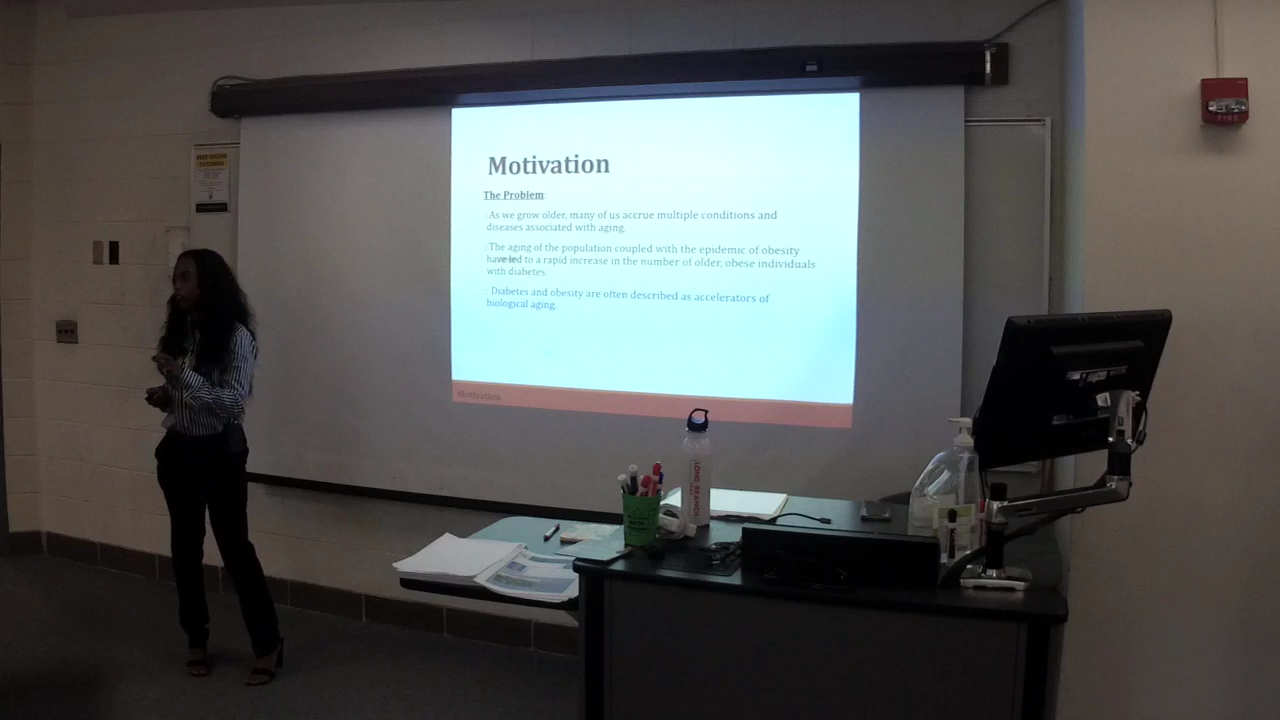 Motivation
The Problem:
As we grow older, many of us accrue multiple conditions and
diseases associated with aging.
The aging of the population coupled with the epidemic of obesity
have led to a rapid increase in the number of older, obese individuals
with diabetes.
Diabetes and obesity are often described as accelerators of
biological aging.
Motivation
FIRE
LONG BRANCH